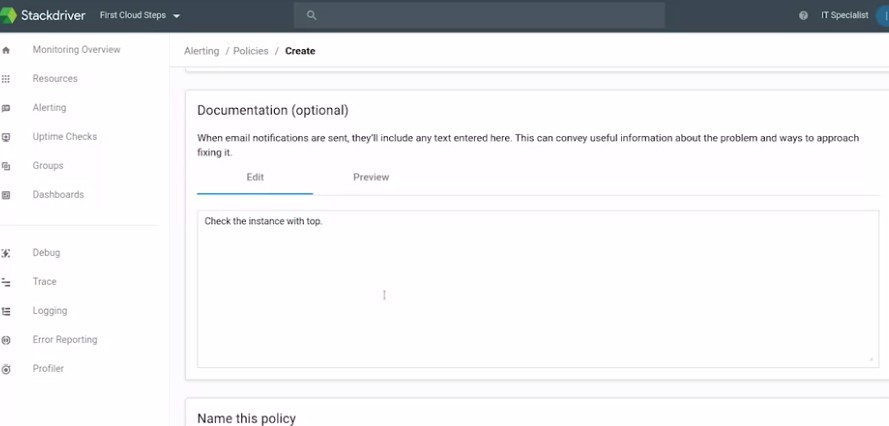 Stackdriver First Cloud Steps IT Specialist
Monitoring Overview
Resources
Alerting
Uptime Checks
Groups
Dashboards
Debug
Trace
Logging
Error Reporting
Profiler
Alerting / Policies / Create
Documentation (optional)
When email notifications are sent, they'll include any text entered here. This can convey useful information about the problem and ways to approach
fixing it.
Edit Preview
Check the instance with top.
Name this policy